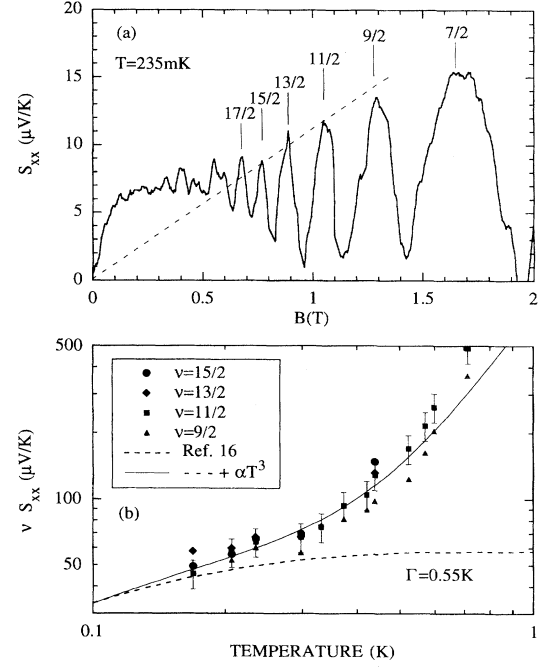 20
(a)
T=235mK
7/2
9/2
11/2
13/2
15/2
17/2
15
10
5
0
S_xx (μV/K)
0 0.5 1 1.5 2
B(T)
500
ν=15/2
ν=13/2
ν=11/2
ν=9/2
Ref. 16
+ αT³
100
50
ν S_xx (μV/K)
(b)
Γ=0.55K
0.1 1
TEMPERATURE (K)